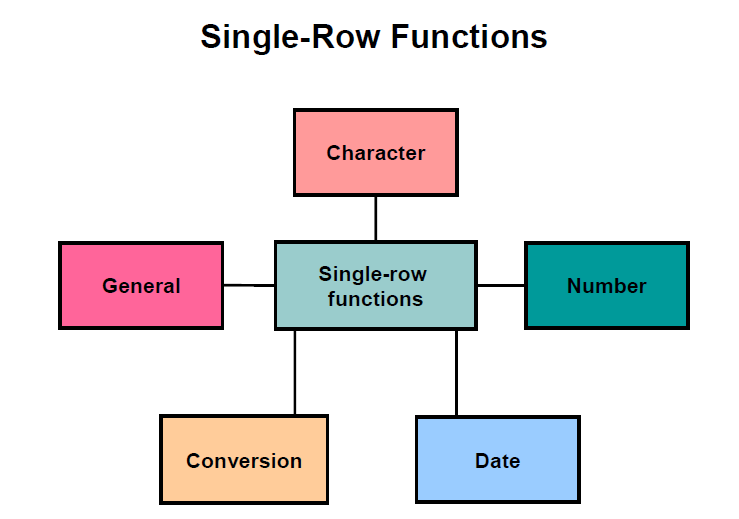 Single-Row Functions
Character
General
Single-row
functions
Number
Conversion
Date